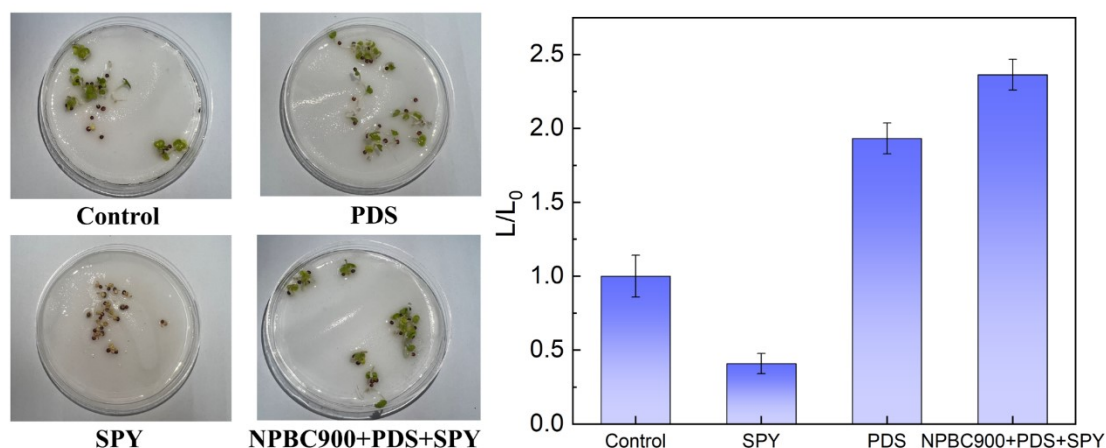 Control
PDS
SPY
NPBC900+PDS+SPY
L/L0
2.5
2.0
1.5
1.0
0.5
0.0
Control
SPY
PDS
NPBC900+PDS+SPY